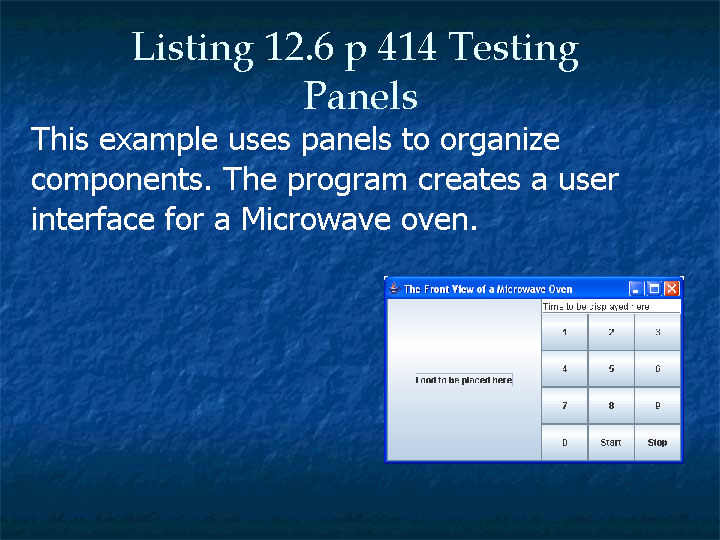 Listing 12.6 p 414 Testing
Panels
This example uses panels to organize
components. The program creates a user
interface for a Microwave oven.
The Front View of a Microwave Oven
Time to be displayed here
1 2 3
4 5 6
Food to be placed here
7 8 9
0 Start Stop